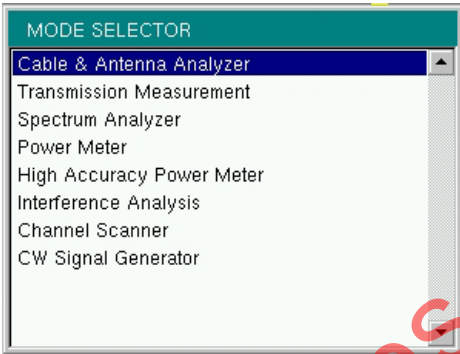 MODE SELECTOR
Cable & Antenna Analyzer
Transmission Measurement
Spectrum Analyzer
Power Meter
High Accuracy Power Meter
Interference Analysis
Channel Scanner
CW Signal Generator